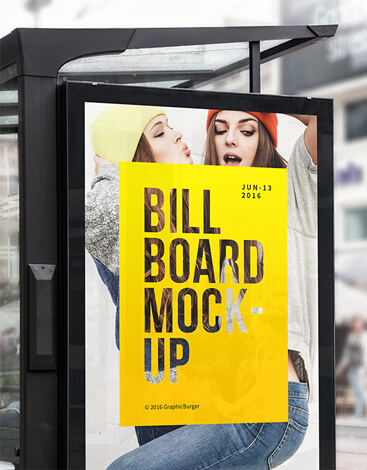 BILL
BOARD
MOCK-
UP
JUN-13
2016
© 2016 GraphicBurger